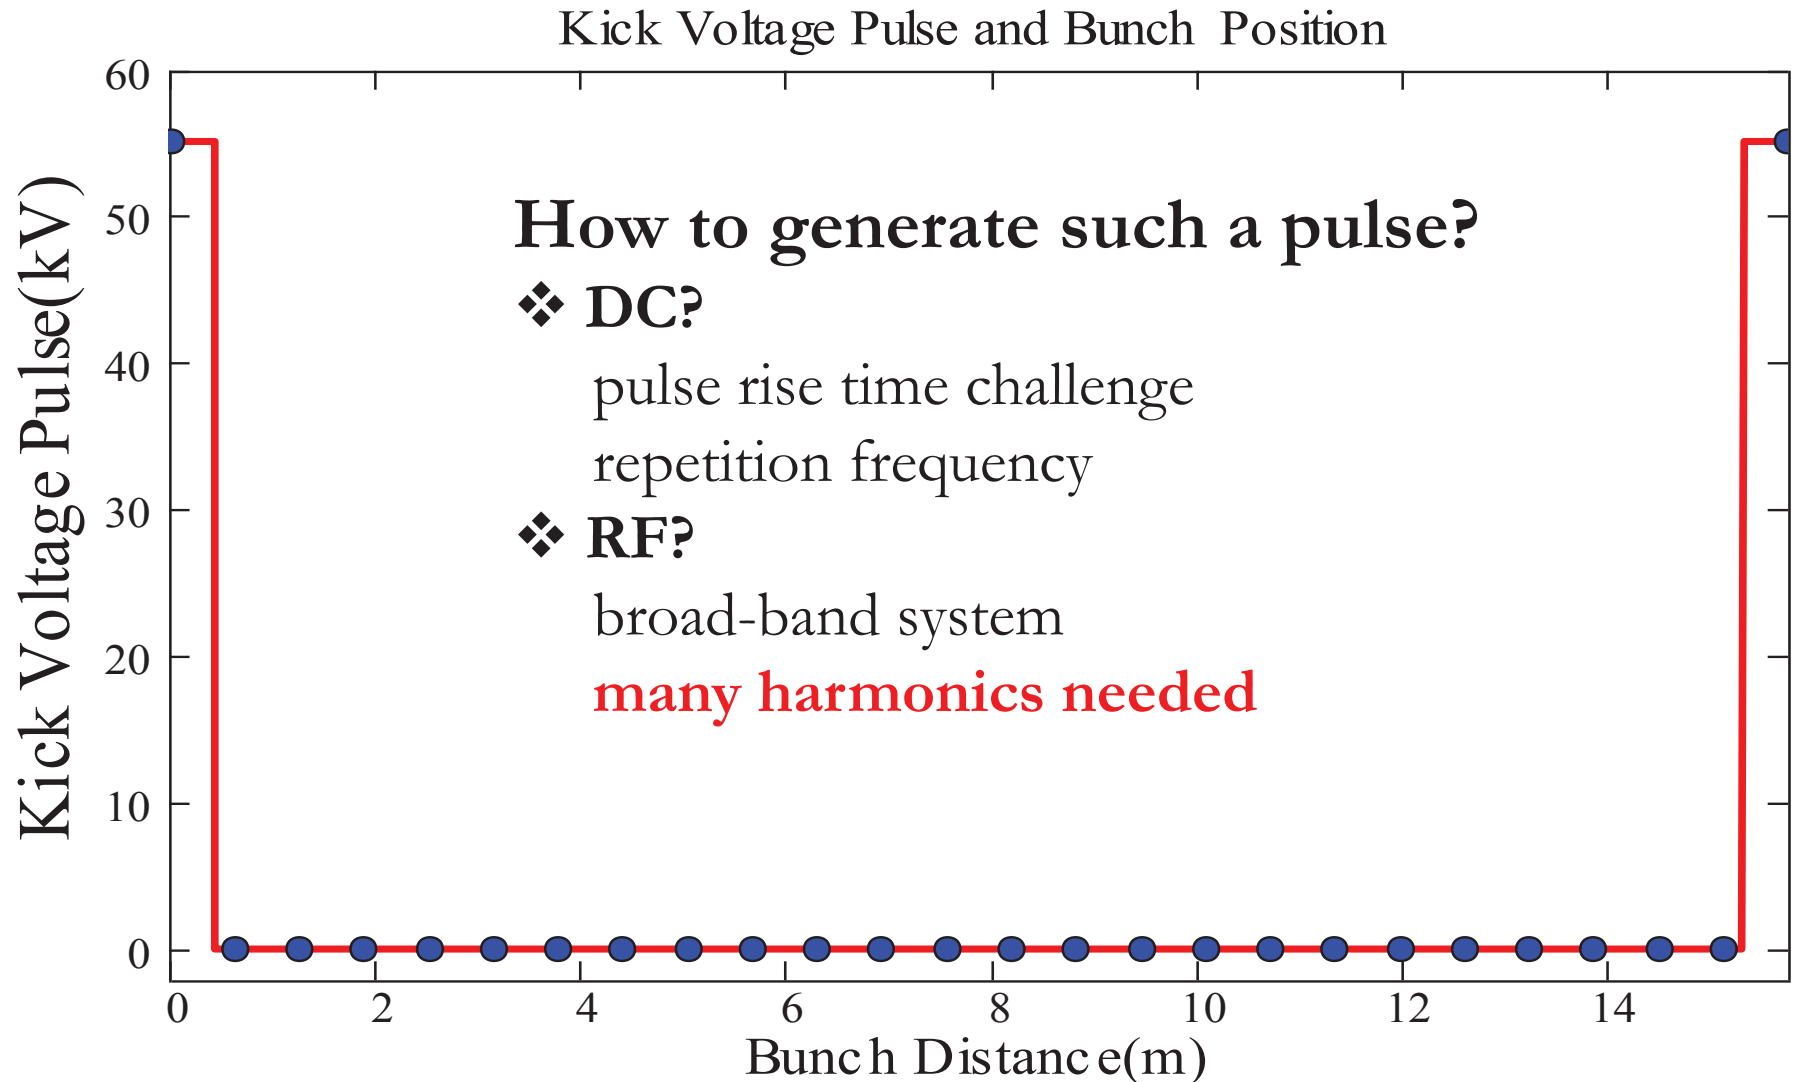 Kick Voltage Pulse and Bunch Position
60
50
40
30
20
10
0
Kick Voltage Pulse(kV)
How to generate such a pulse?
❖ DC?
pulse rise time challenge
repetition frequency
❖ RF?
broad-band system
many harmonics needed
0 2 4 6 8 10 12 14
Bunch Distance(m)